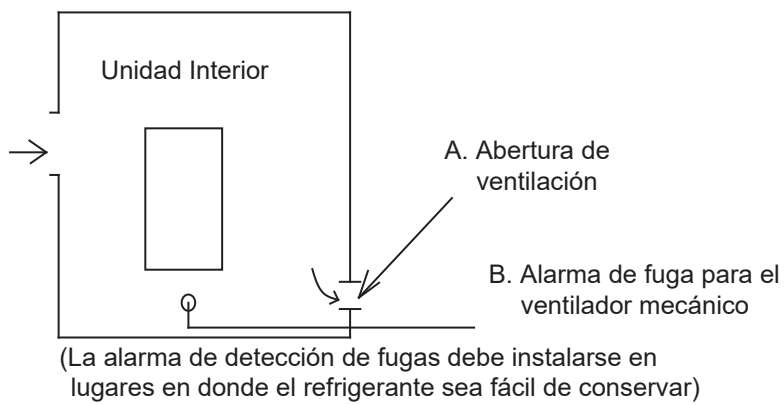 Unidad Interior
A. Abertura de
ventilación
B. Alarma de fuga para el
ventilador mecánico
(La alarma de detección de fugas debe instalarse en
lugares en donde el refrigerante sea fácil de conservar)